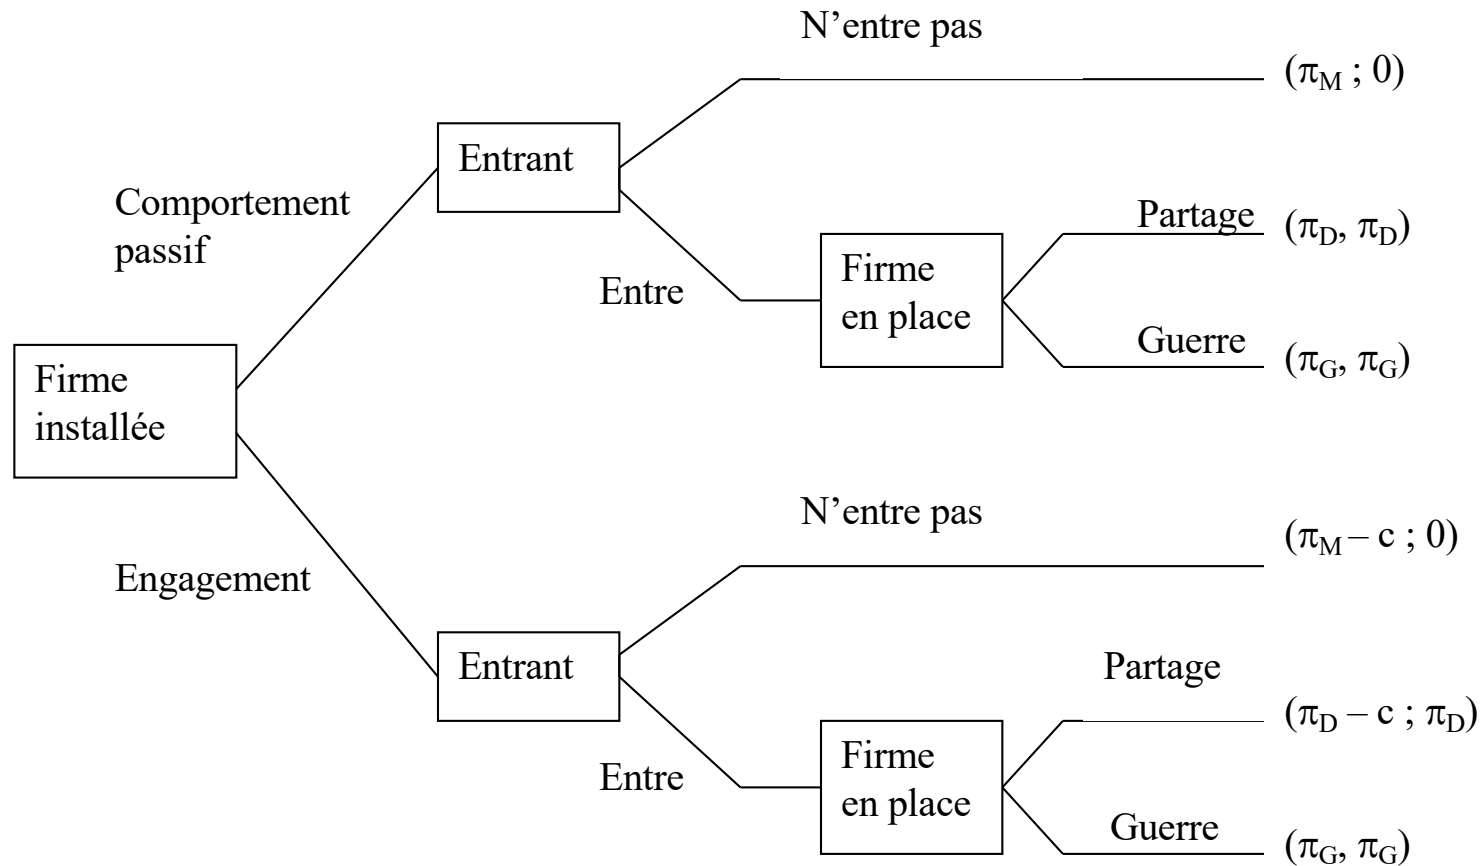 N’entre pas
(πM ; 0)
Entrant
Comportement
passif
Partage
(πD, πD)
Entre
Firme
en place
Guerre
(πG, πG)
Firme
installée
N’entre pas
(πM – c ; 0)
Engagement
Entrant
Partage
(πD – c ; πD)
Entre
Firme
en place
Guerre
(πG, πG)